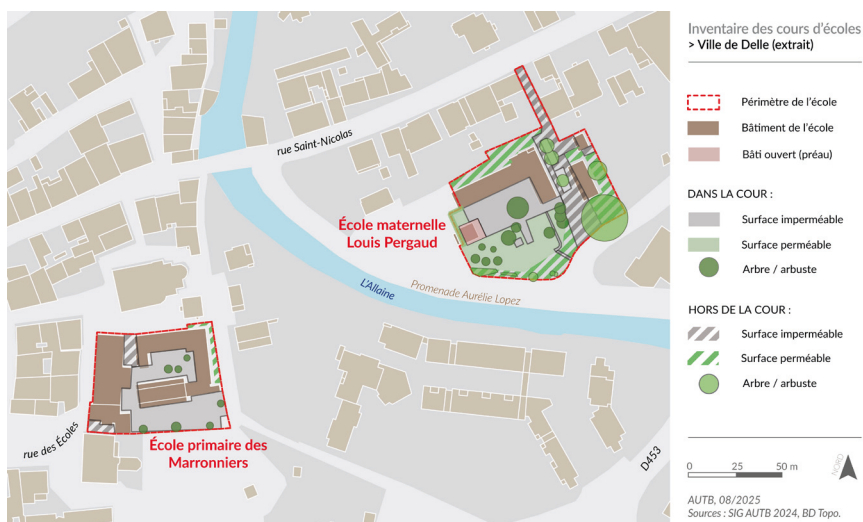 Inventaire des cours d'écoles
> Ville de Delle (extrait)
Périmètre de l'école
Bâtiment de l'école
Bâti ouvert (préau)
DANS LA COUR :
Surface imperméable
Surface perméable
Arbre / arbuste
HORS DE LA COUR :
Surface imperméable
Surface perméable
Arbre / arbuste
0 25 50 m
NORD
AUTB, 08/2025
Sources : SIG AUTB 2024, BD Topo.
rue Saint-Nicolas
École maternelle
Louis Pergaud
L'Allaine
Promenade Aurélie Lopez
École primaire des
Marronniers
rue des Écoles
D453